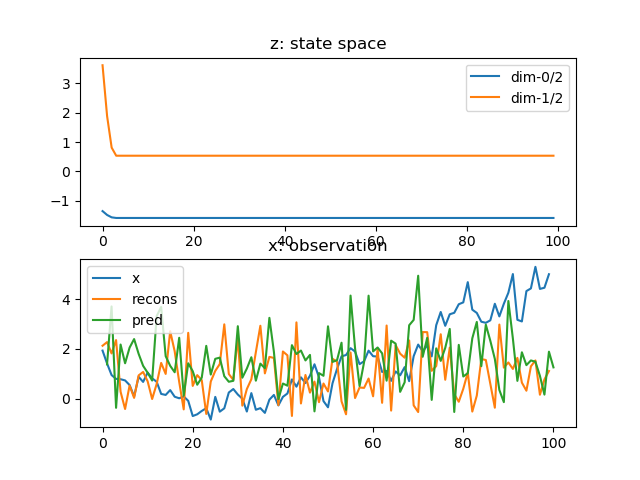 z: state space
3
2
1
0
−1
dim-0/2
dim-1/2
0 20 40 60 80 100
x: observation
4
2
0
x
recons
pred
0 20 40 60 80 100